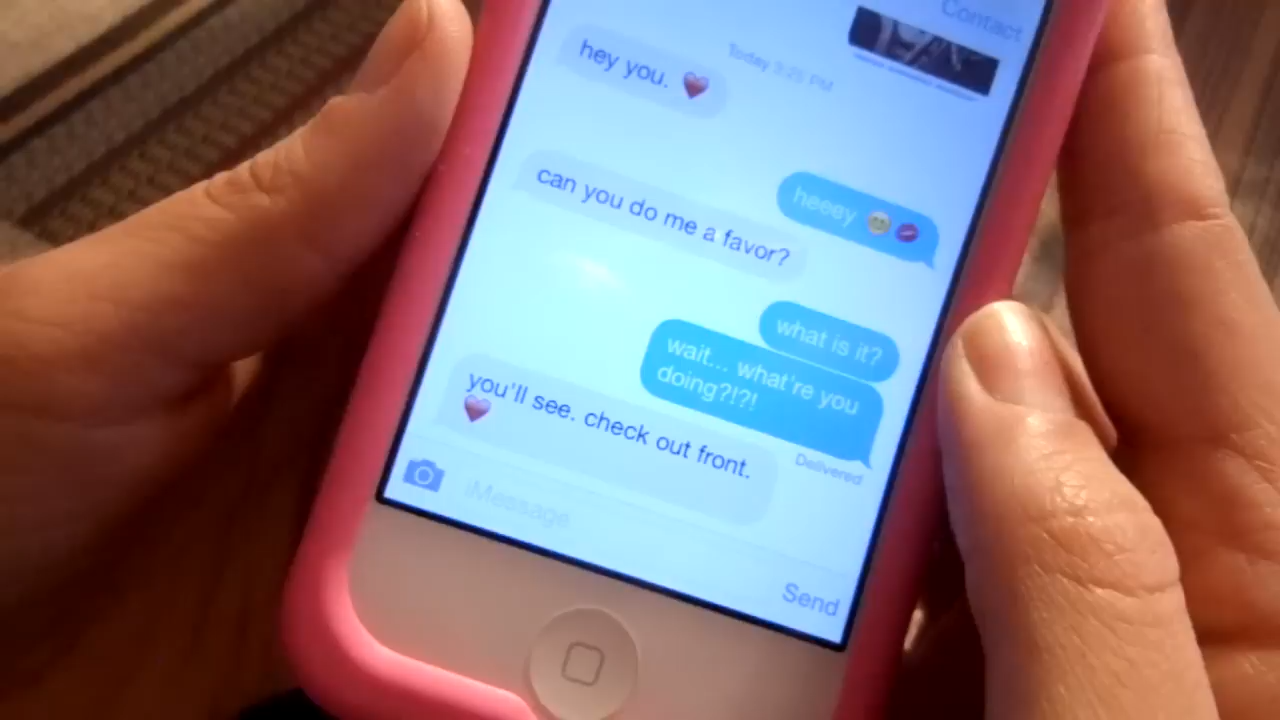 Contact
Today 3:25 PM
hey you. ❤️
heeey 😊💋
can you do me a favor?
what is it?
wait... what're you
doing?!?!
Delivered
you'll see. check out front.
❤️
iMessage
Send